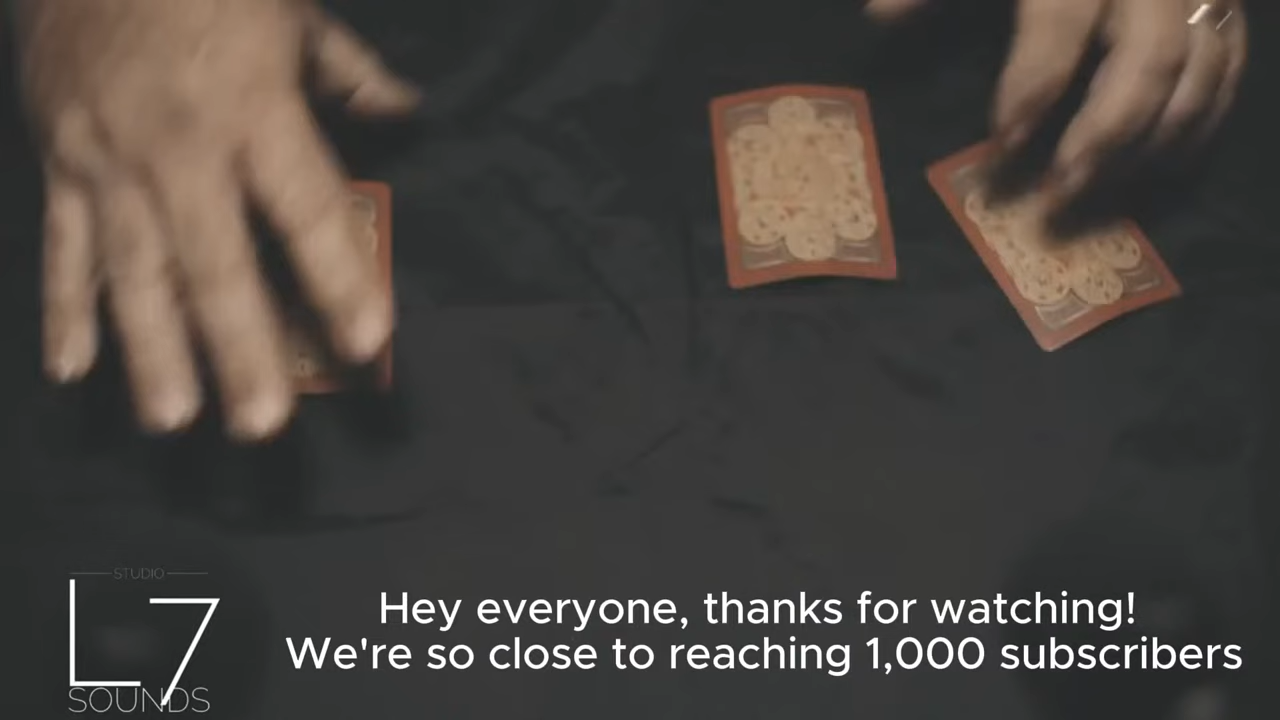 STUDIO
L7
SOUNDS
Hey everyone, thanks for watching!
We're so close to reaching 1,000 subscribers